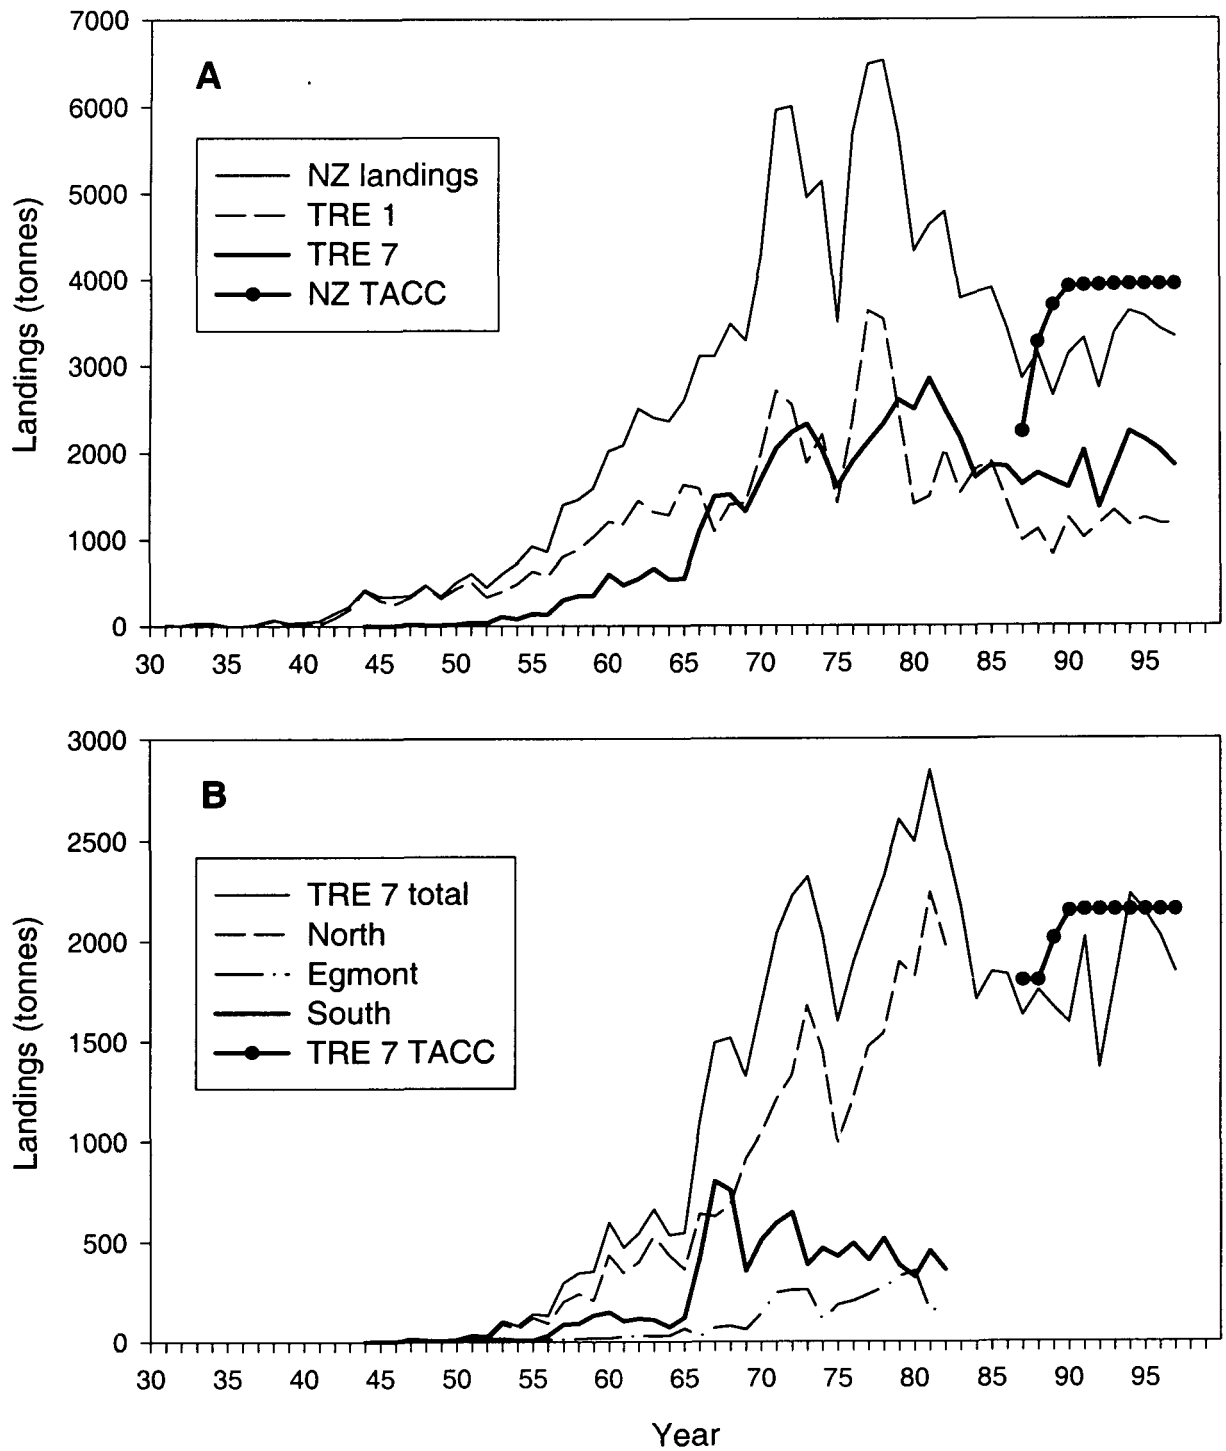 A
7000
6000
5000
4000
3000
2000
1000
0
Landings (tonnes)
NZ landings
TRE 1
TRE 7
NZ TACC
30 35 40 45 50 55 60 65 70 75 80 85 90 95
B
3000
2500
2000
1500
1000
500
0
Landings (tonnes)
TRE 7 total
North
Egmont
South
TRE 7 TACC
30 35 40 45 50 55 60 65 70 75 80 85 90 95
Year